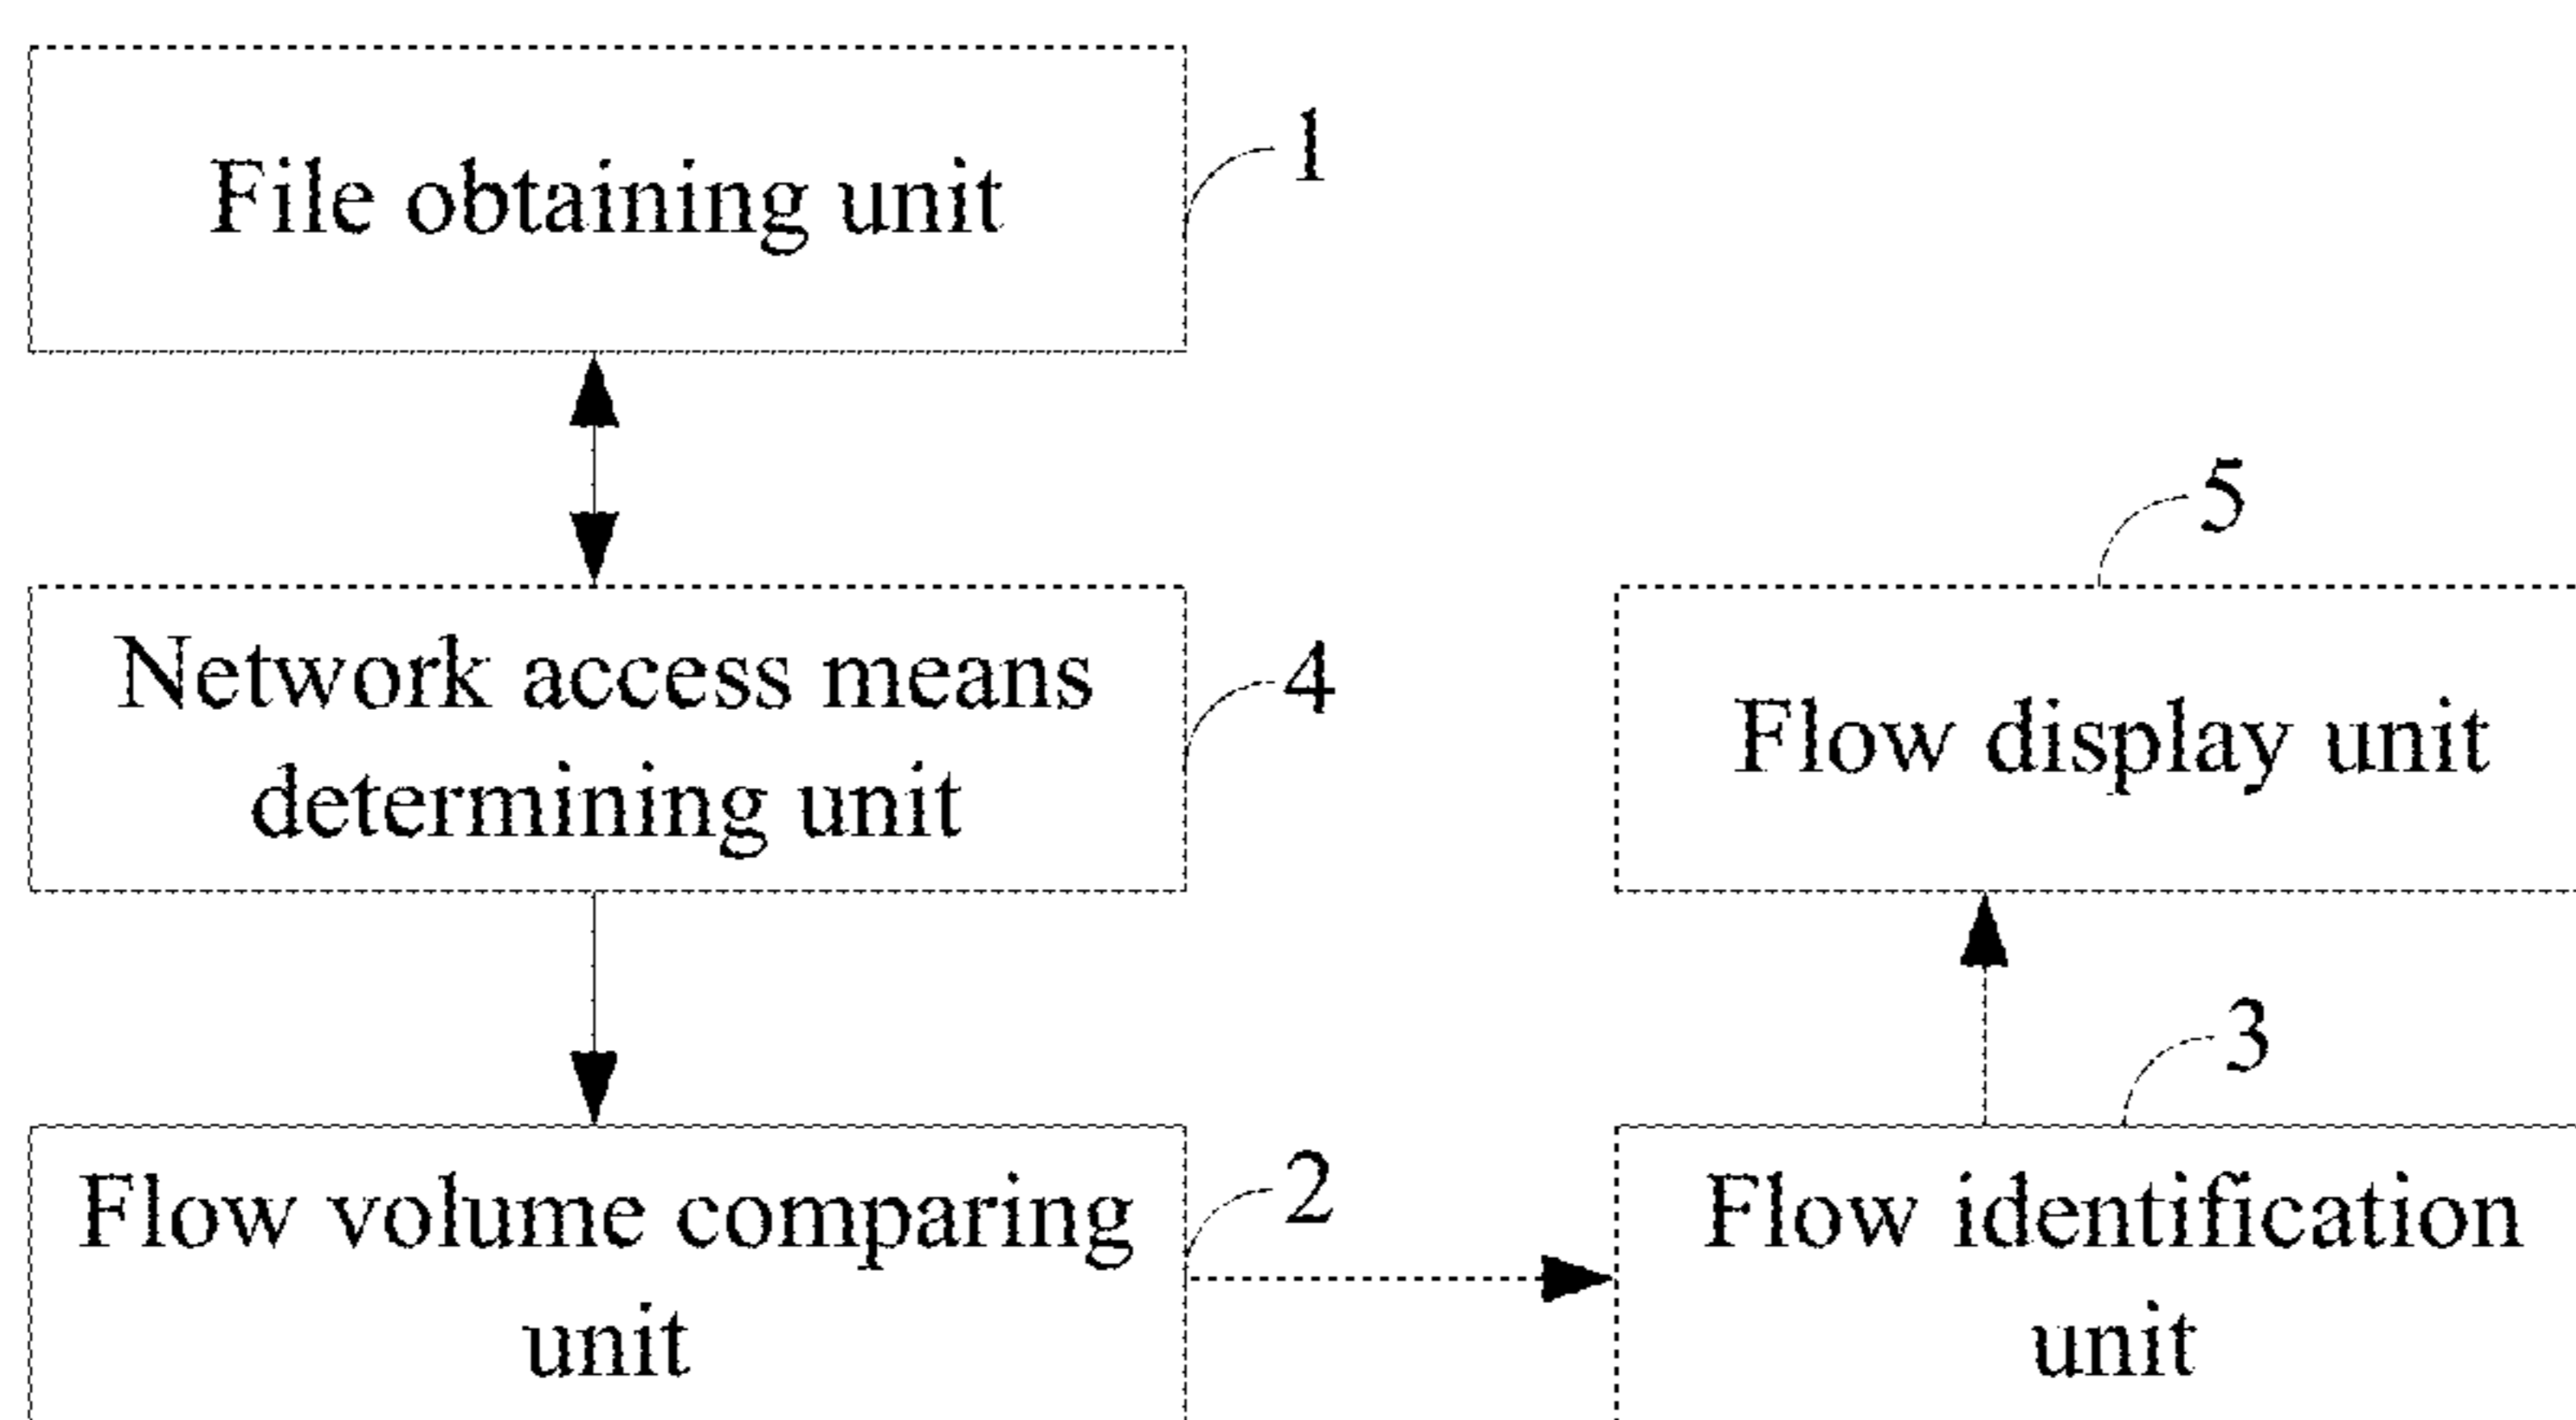 File obtaining unit
1
Network access means
determining unit
4
Flow display unit
5
Flow volume comparing
unit
2
Flow identification
unit
3